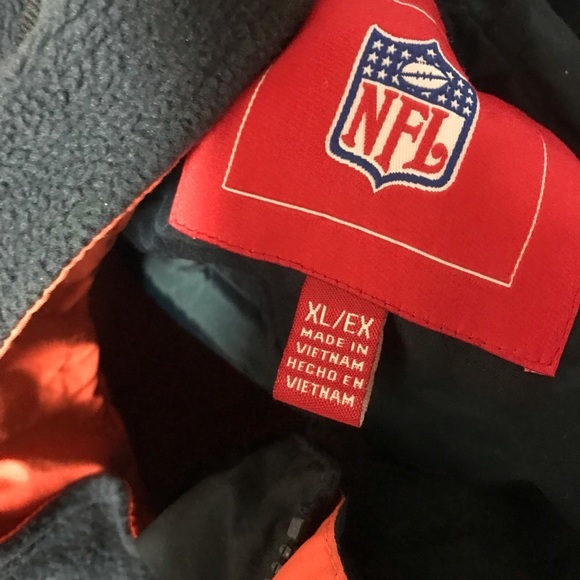 NFL
XL/EX
MADE IN
VIETNAM
HECHO EN
VIETNAM